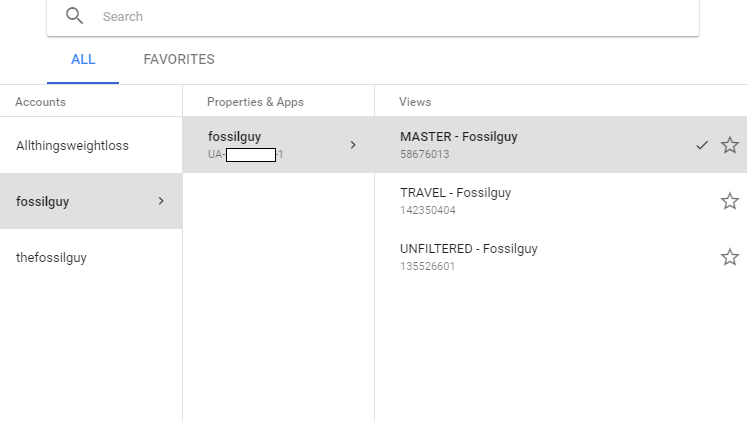 Search
ALL
FAVORITES
Accounts
Properties & Apps
Views
Allthingsweightloss
fossilguy
thefossilguy
fossilguy
UA- -1
MASTER - Fossilguy
58676013
TRAVEL - Fossilguy
142350404
UNFILTERED - Fossilguy
135526601